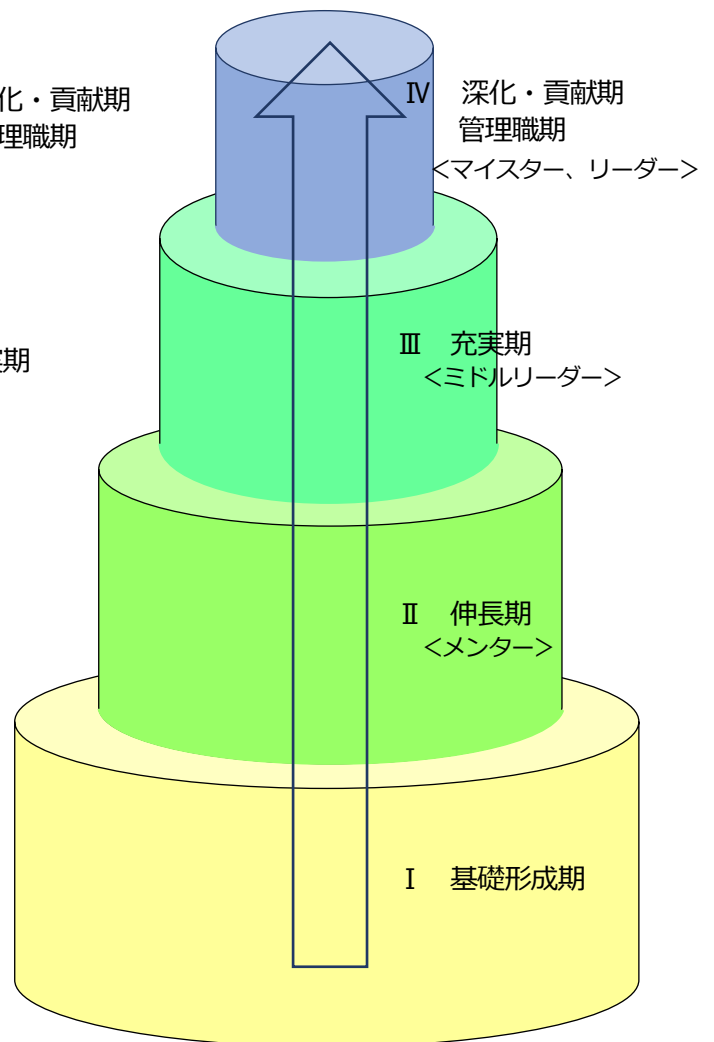 化・貢献期
理職期
Ⅳ 深化・貢献期
管理職期
<マイスター、リーダー>
期
Ⅲ 充実期
<ミドルリーダー>
Ⅱ 伸長期
<メンター>
Ⅰ 基礎形成期